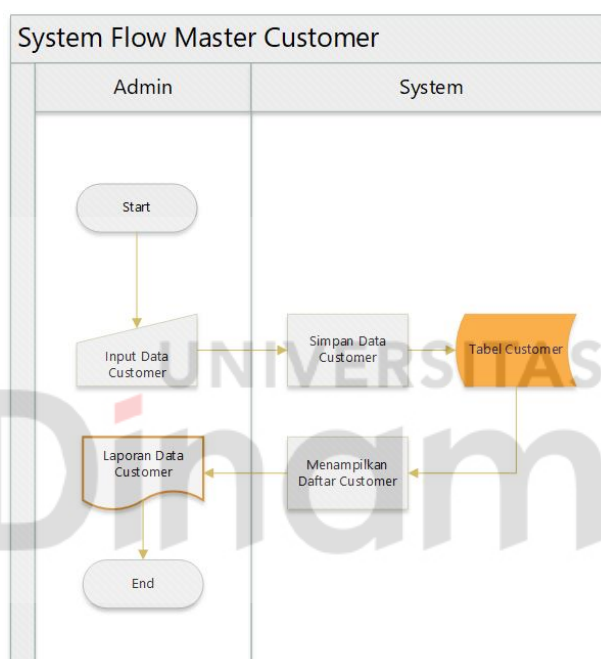 System Flow Master Customer
Admin
System
Start
Input Data
Customer
Simpan Data
Customer
Tabel Customer
UNIVERSITAS
Dinam
Laporan Data
Customer
Menampilkan
Daftar Customer
End